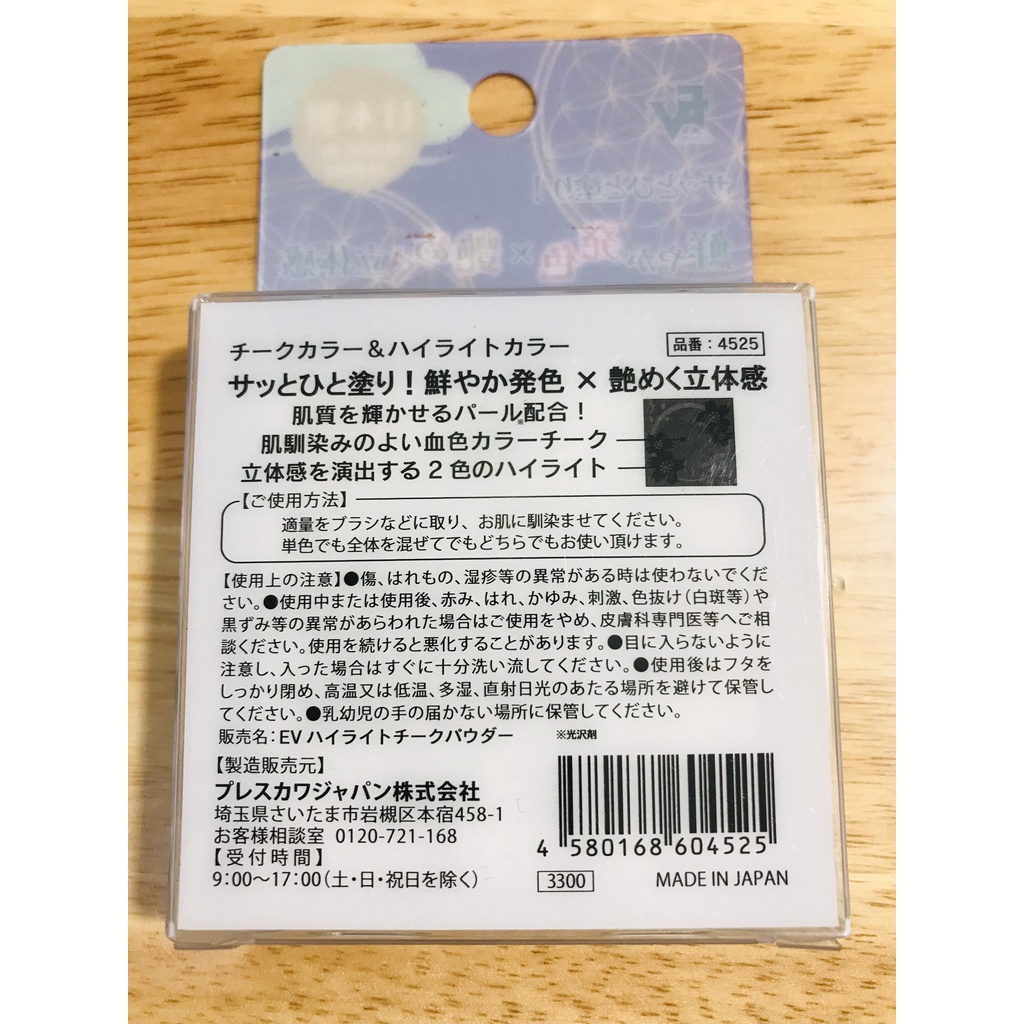 EV
日本製
サッとひと塗り！
鮮やか発色×艶めく立体感
チークカラー＆ハイライトカラー
品番：4525
サッとひと塗り！鮮やか発色 × 艶めく立体感
肌質を輝かせるパール配合！
※
肌馴染みのよい血色カラーチーク
立体感を演出する２色のハイライト
【ご使用方法】
適量をブラシなどに取り、お肌に馴染ませてください。
単色でも全体を混ぜてでもどちらでもお使い頂けます。
【使用上の注意】●傷、はれもの、湿疹等の異常がある時は使わないでくだ
さい。●使用中または使用後、赤み、はれ、かゆみ、刺激、色抜け（白斑等）や
黒ずみ等の異常があらわれた場合はご使用をやめ、皮膚科専門医等へご相
談ください。使用を続けると悪化することがあります。●目に入らないように
注意し、入った場合はすぐに十分洗い流してください。●使用後はフタを
しっかり閉め、高温又は低温、多湿、直射日光のあたる場所を避けて保管し
てください。●乳幼児の手の届かない場所に保管してください。
販売名：EV ハイライトチークパウダー
※光沢剤
【製造販売元】
プレスカワジャパン株式会社
埼玉県さいたま市岩槻区本宿458-1
お客様相談室 0120-721-168
【受付時間】
9:00〜17:00（土・日・祝日を除く）
4 580168 604525
3300
MADE IN JAPAN